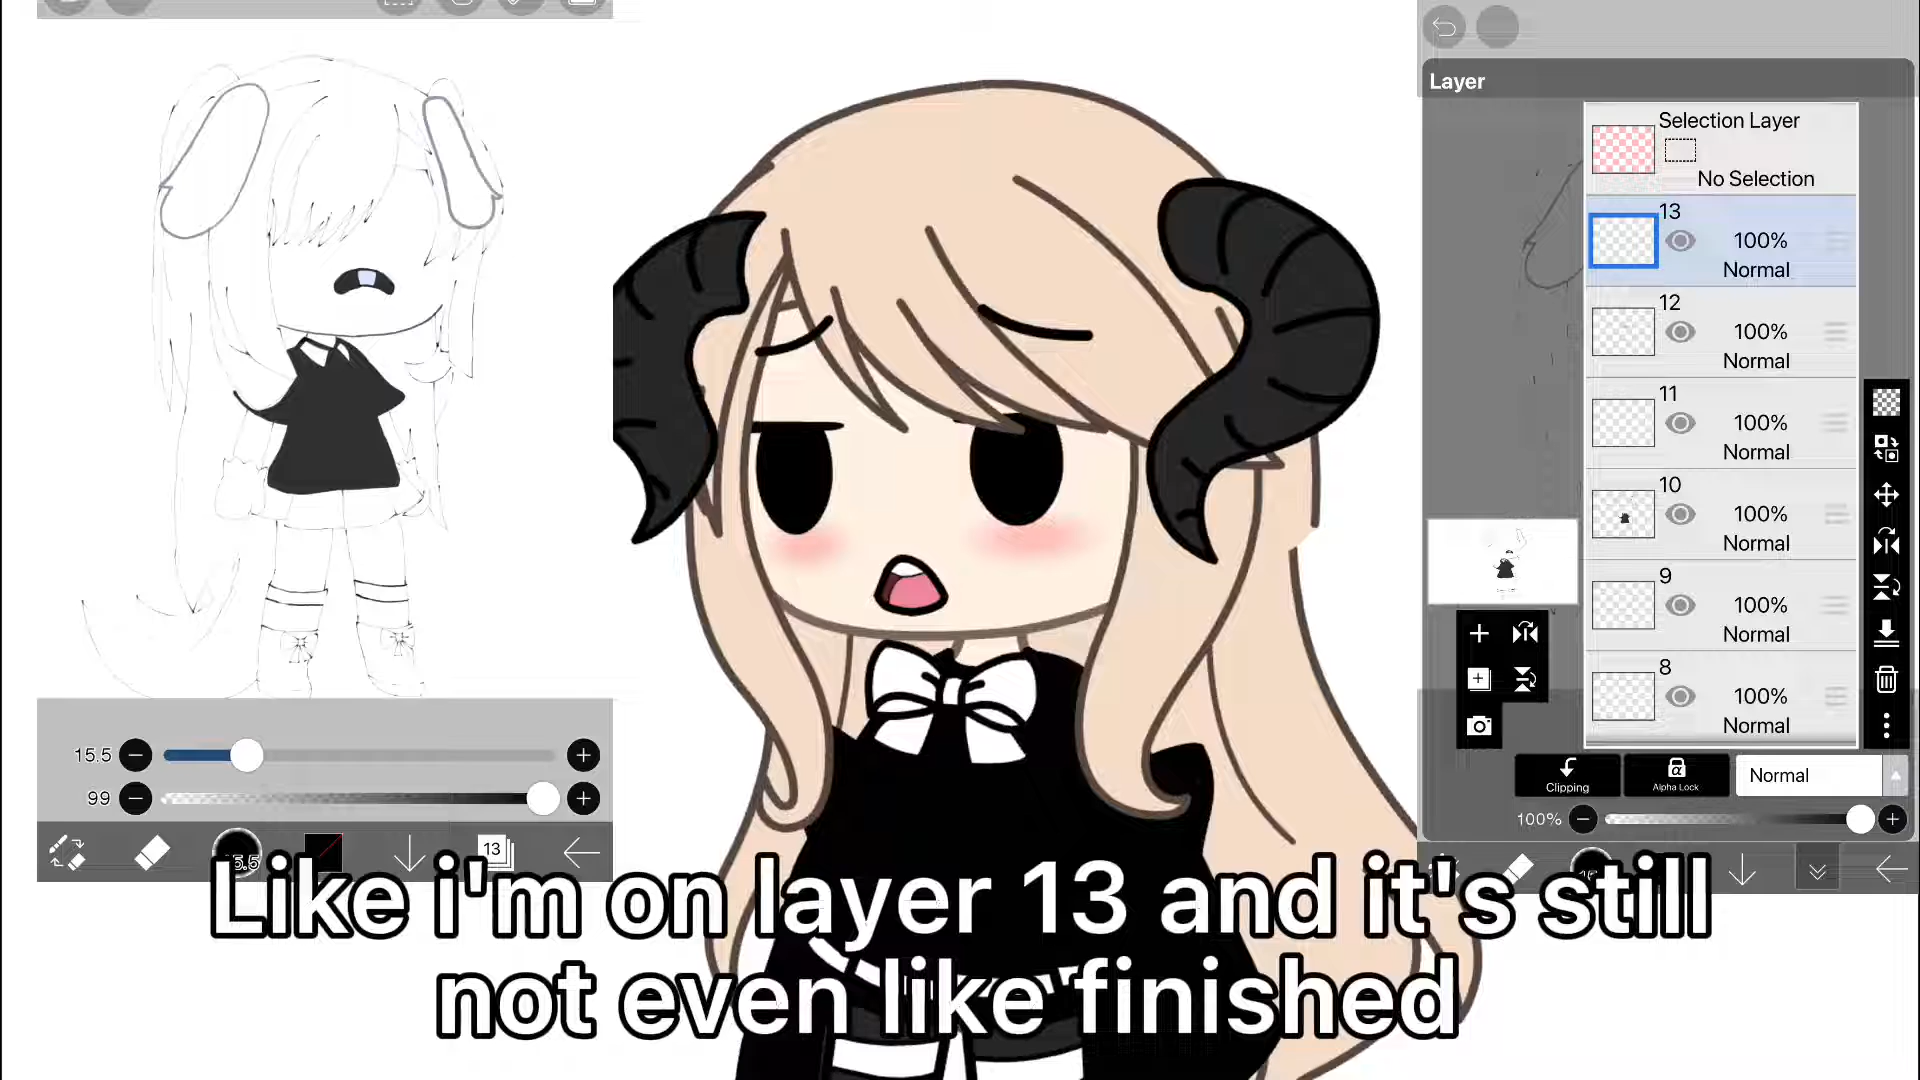 Layer
Selection Layer
No Selection
13
100%
Normal
12
100%
Normal
11
100%
Normal
10
100%
Normal
9
100%
Normal
8
100%
Normal
15.5
99
13
Clipping
Alpha Lock
Normal
100%
Like i'm on layer 13 and it's still
not even like finished